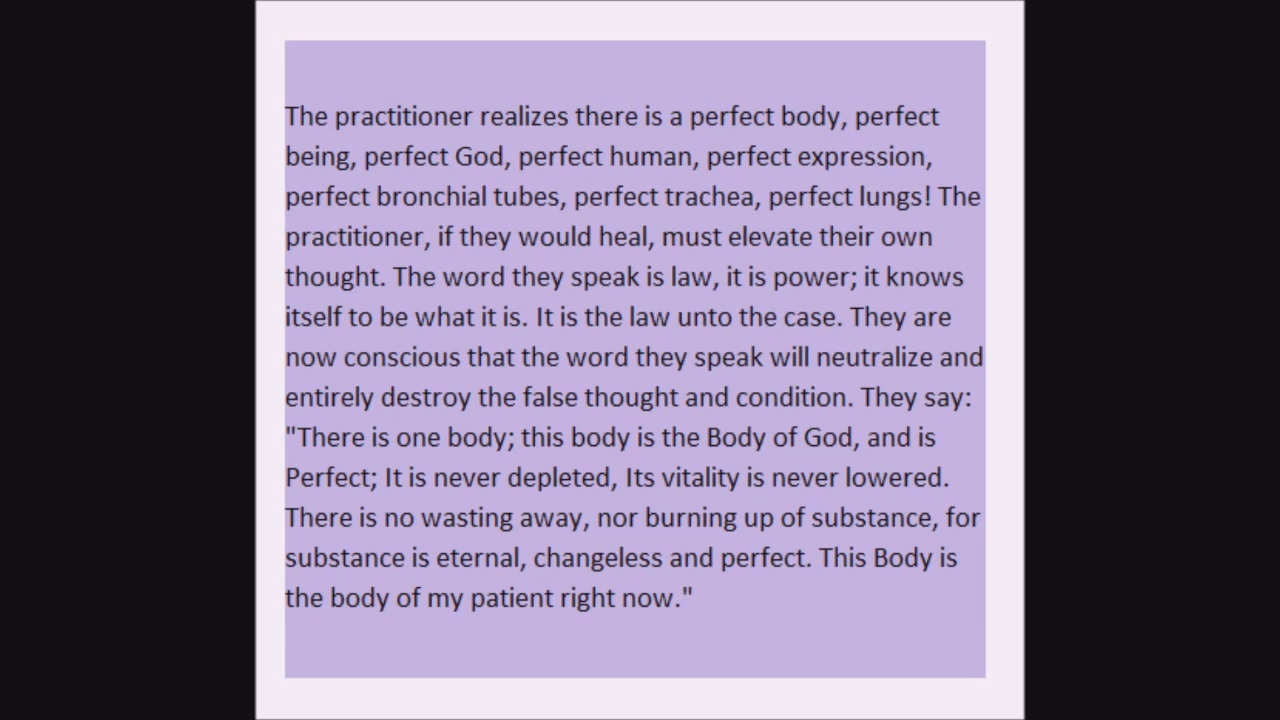 The practitioner realizes there is a perfect body, perfect
being, perfect God, perfect human, perfect expression,
perfect bronchial tubes, perfect trachea, perfect lungs! The
practitioner, if they would heal, must elevate their own
thought. The word they speak is law, it is power; it knows
itself to be what it is. It is the law unto the case. They are
now conscious that the word they speak will neutralize and
entirely destroy the false thought and condition. They say:
"There is one body; this body is the Body of God, and is
Perfect; It is never depleted, Its vitality is never lowered.
There is no wasting away, nor burning up of substance, for
substance is eternal, changeless and perfect. This Body is
the body of my patient right now."